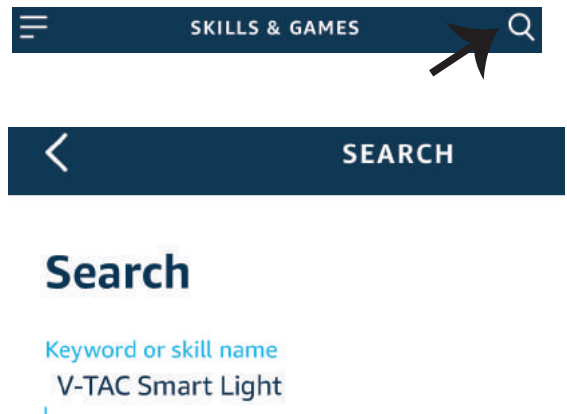 SKILLS & GAMES
SEARCH
Search
Keyword or skill name
V-TAC Smart Light